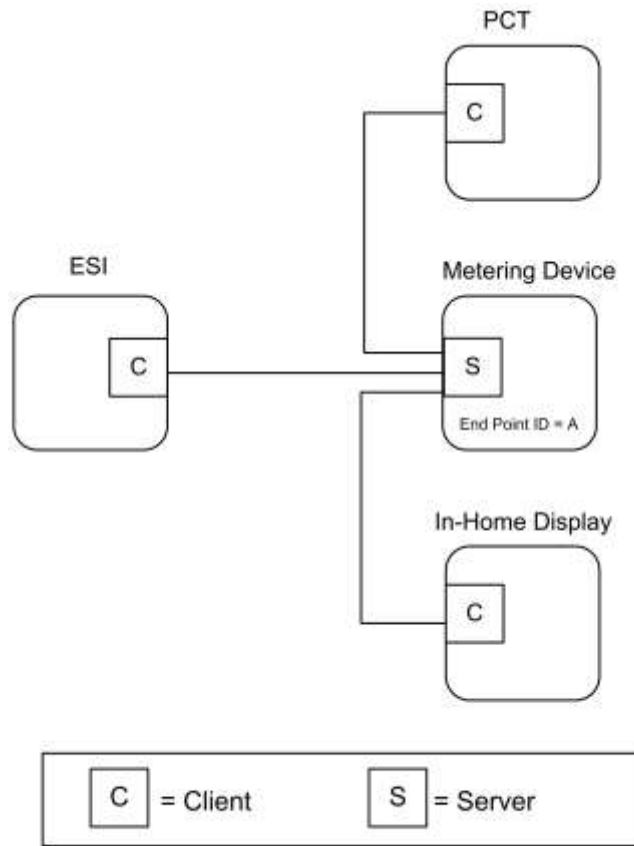 PCT
C
ESI
C
Metering Device
S
End Point ID = A
In-Home Display
C
C = Client
S = Server